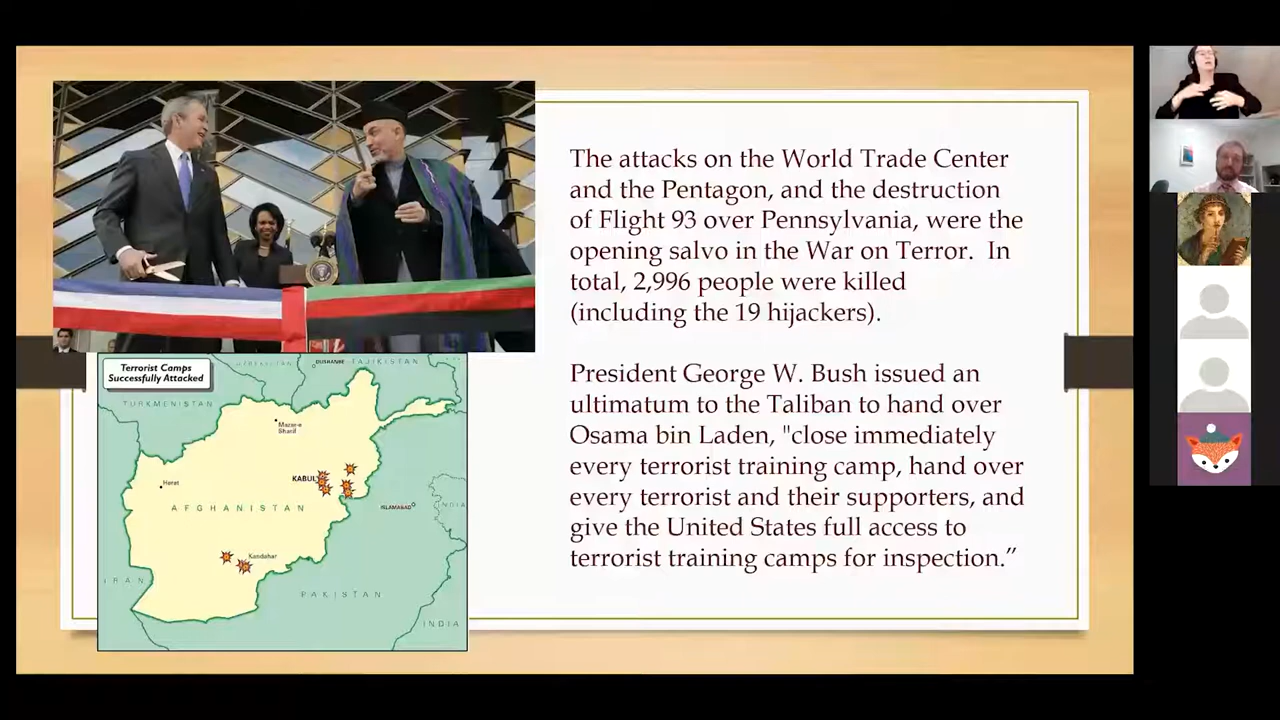 The attacks on the World Trade Center
and the Pentagon, and the destruction
of Flight 93 over Pennsylvania, were the
opening salvo in the War on Terror.  In
total, 2,996 people were killed
(including the 19 hijackers).
President George W. Bush issued an
ultimatum to the Taliban to hand over
Osama bin Laden, "close immediately
every terrorist training camp, hand over
every terrorist and their supporters, and
give the United States full access to
terrorist training camps for inspection.”
Terrorist Camps
Successfully Attacked
UZBEKISTAN
DUSHANBE
TAJIKISTAN
TURKMENISTAN
Mazar-e
Sharif
Herat
KABUL
AFGHANISTAN
ISLAMABAD
INDIA
Kandahar
IRAN
PAKISTAN
INDIA